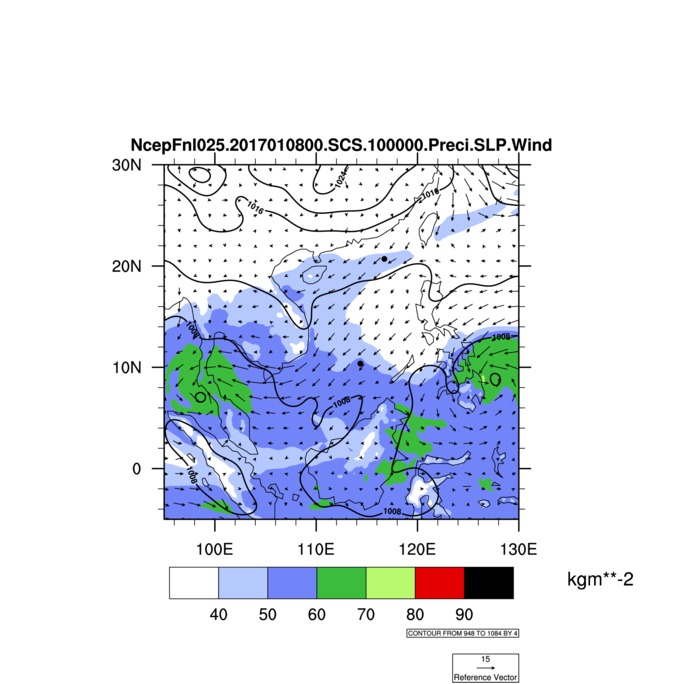 NcepFnl025.2017010800.SCS.100000.Preci.SLP.Wind
30N
1024
1016
1016
20N
1008
1008
10N
1008
1008
0
1008
100E 110E 120E 130E
kgm**-2
40 50 60 70 80 90
CONTOUR FROM 948 TO 1084 BY 4
15
Reference Vector